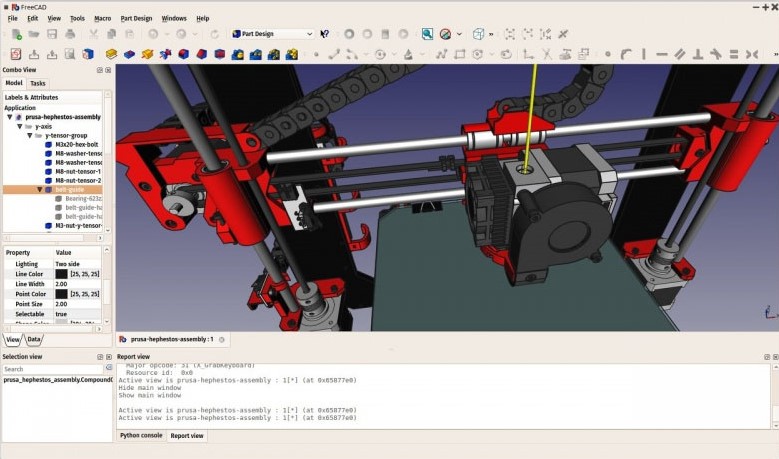 FreeCAD
File Edit View Tools Macro Part Design Windows Help
Part Design
Combo View
Model Tasks
Labels & Attributes
Application
prusa-hephestos-assembly
y-axis
y-tensor-group
M3x20-hex-bolt
M8-washer-tenso
M8-washer-tenso
M8-nut-tensor-1
M8-nut-tensor-2
belt-guide
Bearing-623z
belt-guide-ha
belt-guide-ha
M3-nut-y-tensor-
Property Value
Lighting Two side
Line Color [25, 25, 25]
Line Width 2.00
Point Color [25, 25, 25]
Point Size 2.00
Selectable true
View Data
prusa-hephestos-assembly : 1
Selection view
Search
prusa_hephestos_assembly.Compound
Report view
Major opcode: 31 (X_GrabKeyboard)
Resource id: 0x0
Active view is prusa-hephestos-assembly : 1[*] (at 0x65877e0)
Hide main window
Show main window
Active view is prusa-hephestos-assembly : 1[*] (at 0x65877e0)
Active view is prusa-hephestos-assembly : 1[*] (at 0x65877e0)
Python console Report view